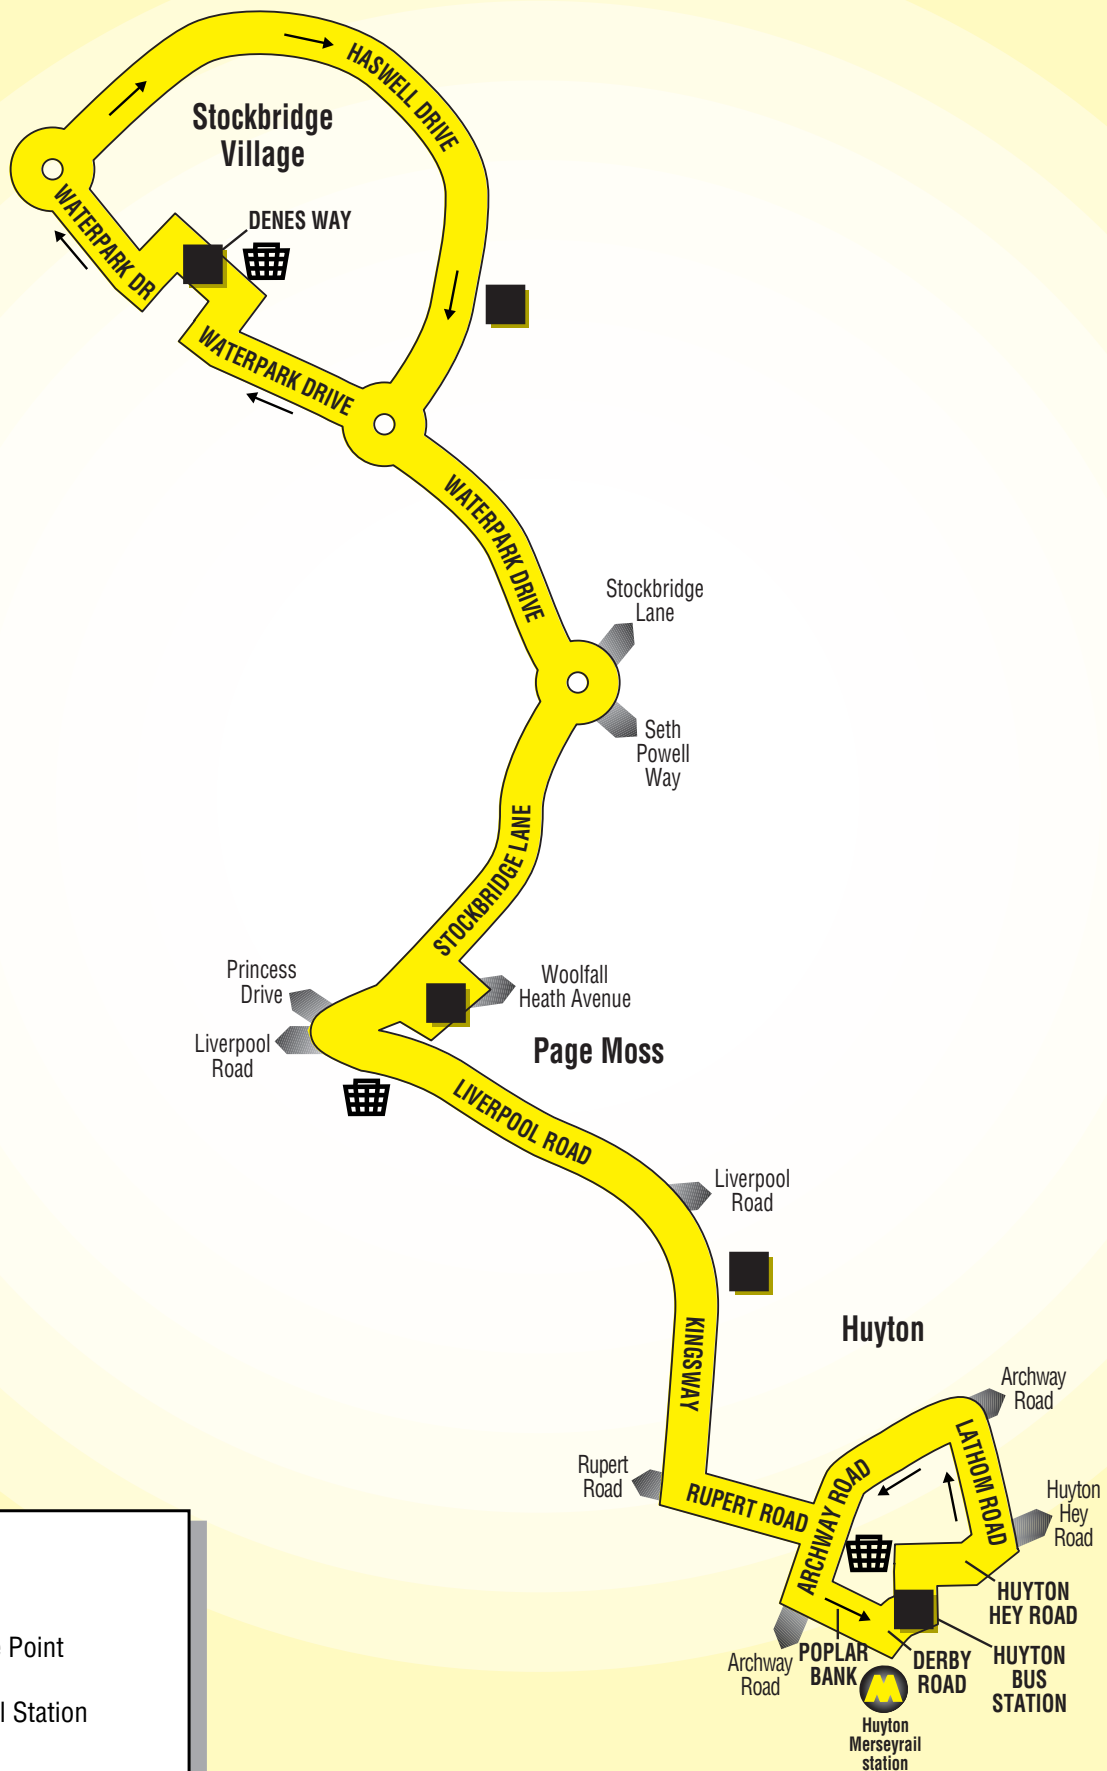 HASWELL DRIVE
Stockbridge
Village
WATERPARK DR
DENES WAY
WATERPARK DRIVE
WATERPARK DRIVE
Stockbridge
Lane
Seth
Powell
Way
STOCKBRIDGE LANE
Princess
Drive
Woolfall
Heath Avenue
Liverpool
Road
Page Moss
LIVERPOOL ROAD
Liverpool
Road
KINGSWAY
Huyton
Archway
Road
Rupert
Road
RUPERT ROAD
ARCHWAY ROAD
LATHOM ROAD
Huyton
Hey
Road
HUYTON
HEY ROAD
Archway
Road
POPLAR
BANK
DERBY
ROAD
HUYTON
BUS
STATION
M
Huyton
Merseyrail
station
Point
l Station